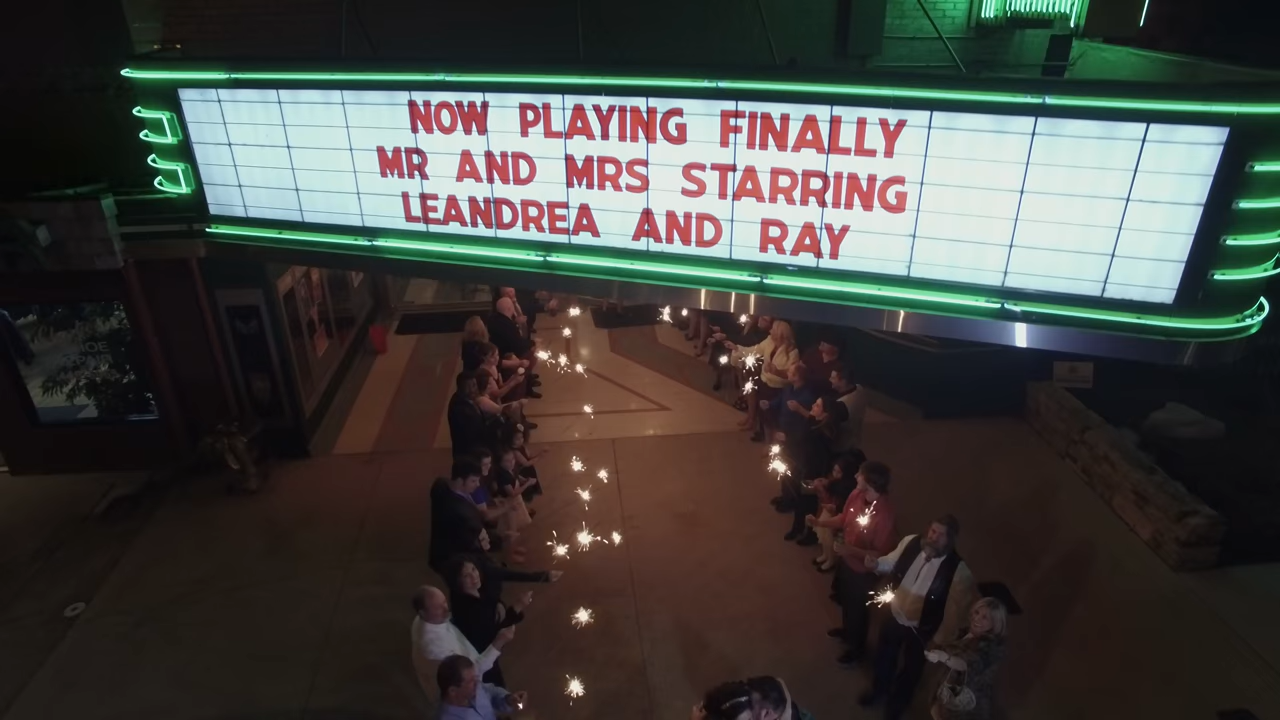 NOW PLAYING FINALLY
MR AND MRS STARRING
LEANDREA AND RAY